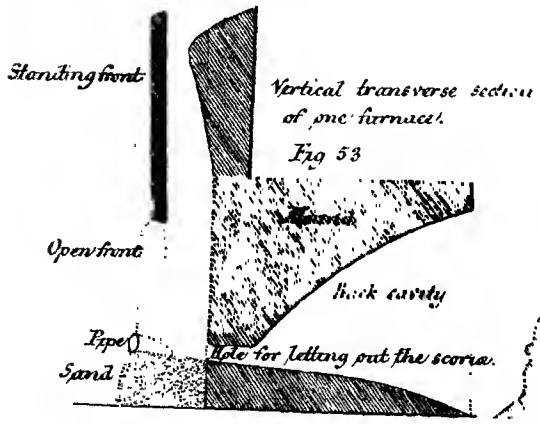 Standing front
Vertical transverse section
of one furnace.
Fig 53
Open front
Back cavity
Pipe
Hole for letting out the scoriæ.
Sand